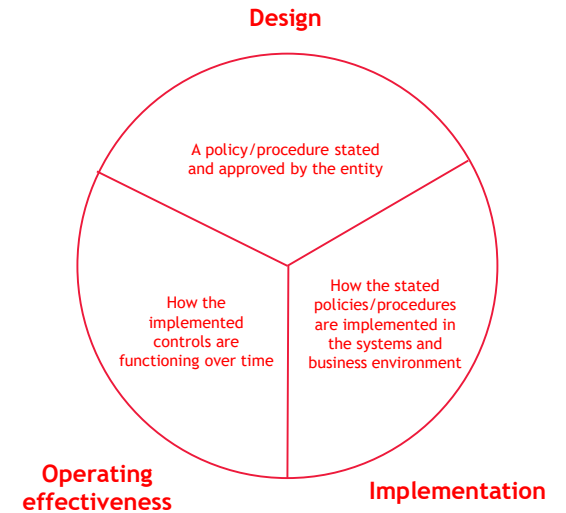 Design
A policy/procedure stated
and approved by the entity
How the stated
policies/procedures
are implemented in
the systems and
business environment
How the
implemented
controls are
functioning over time
Operating
effectiveness
Implementation